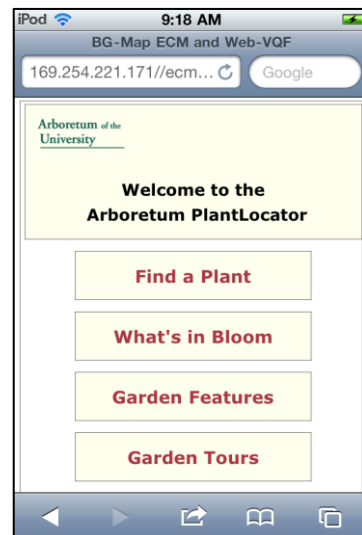 iPod 9:18 AM
BG-Map ECM and Web-VQF
169.254.221.171//ecm... Google
Arboretum of the
University
Welcome to the
Arboretum PlantLocator
Find a Plant
What's in Bloom
Garden Features
Garden Tours